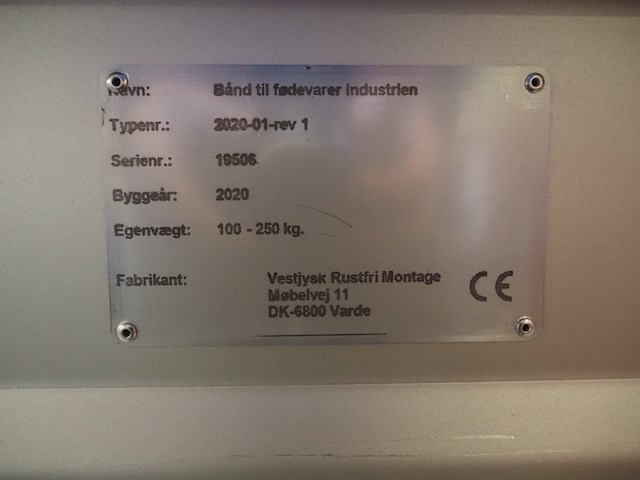 Navn: Bånd til fødevarer industrien
Typenr.: 2020-01-rev 1
Serienr.: 19506
Byggeår: 2020
Egenvægt: 100 - 250 kg.
Fabrikant: Vestjysk Rustfri Montage
Møbelvej 11
DK-6800 Varde
CE